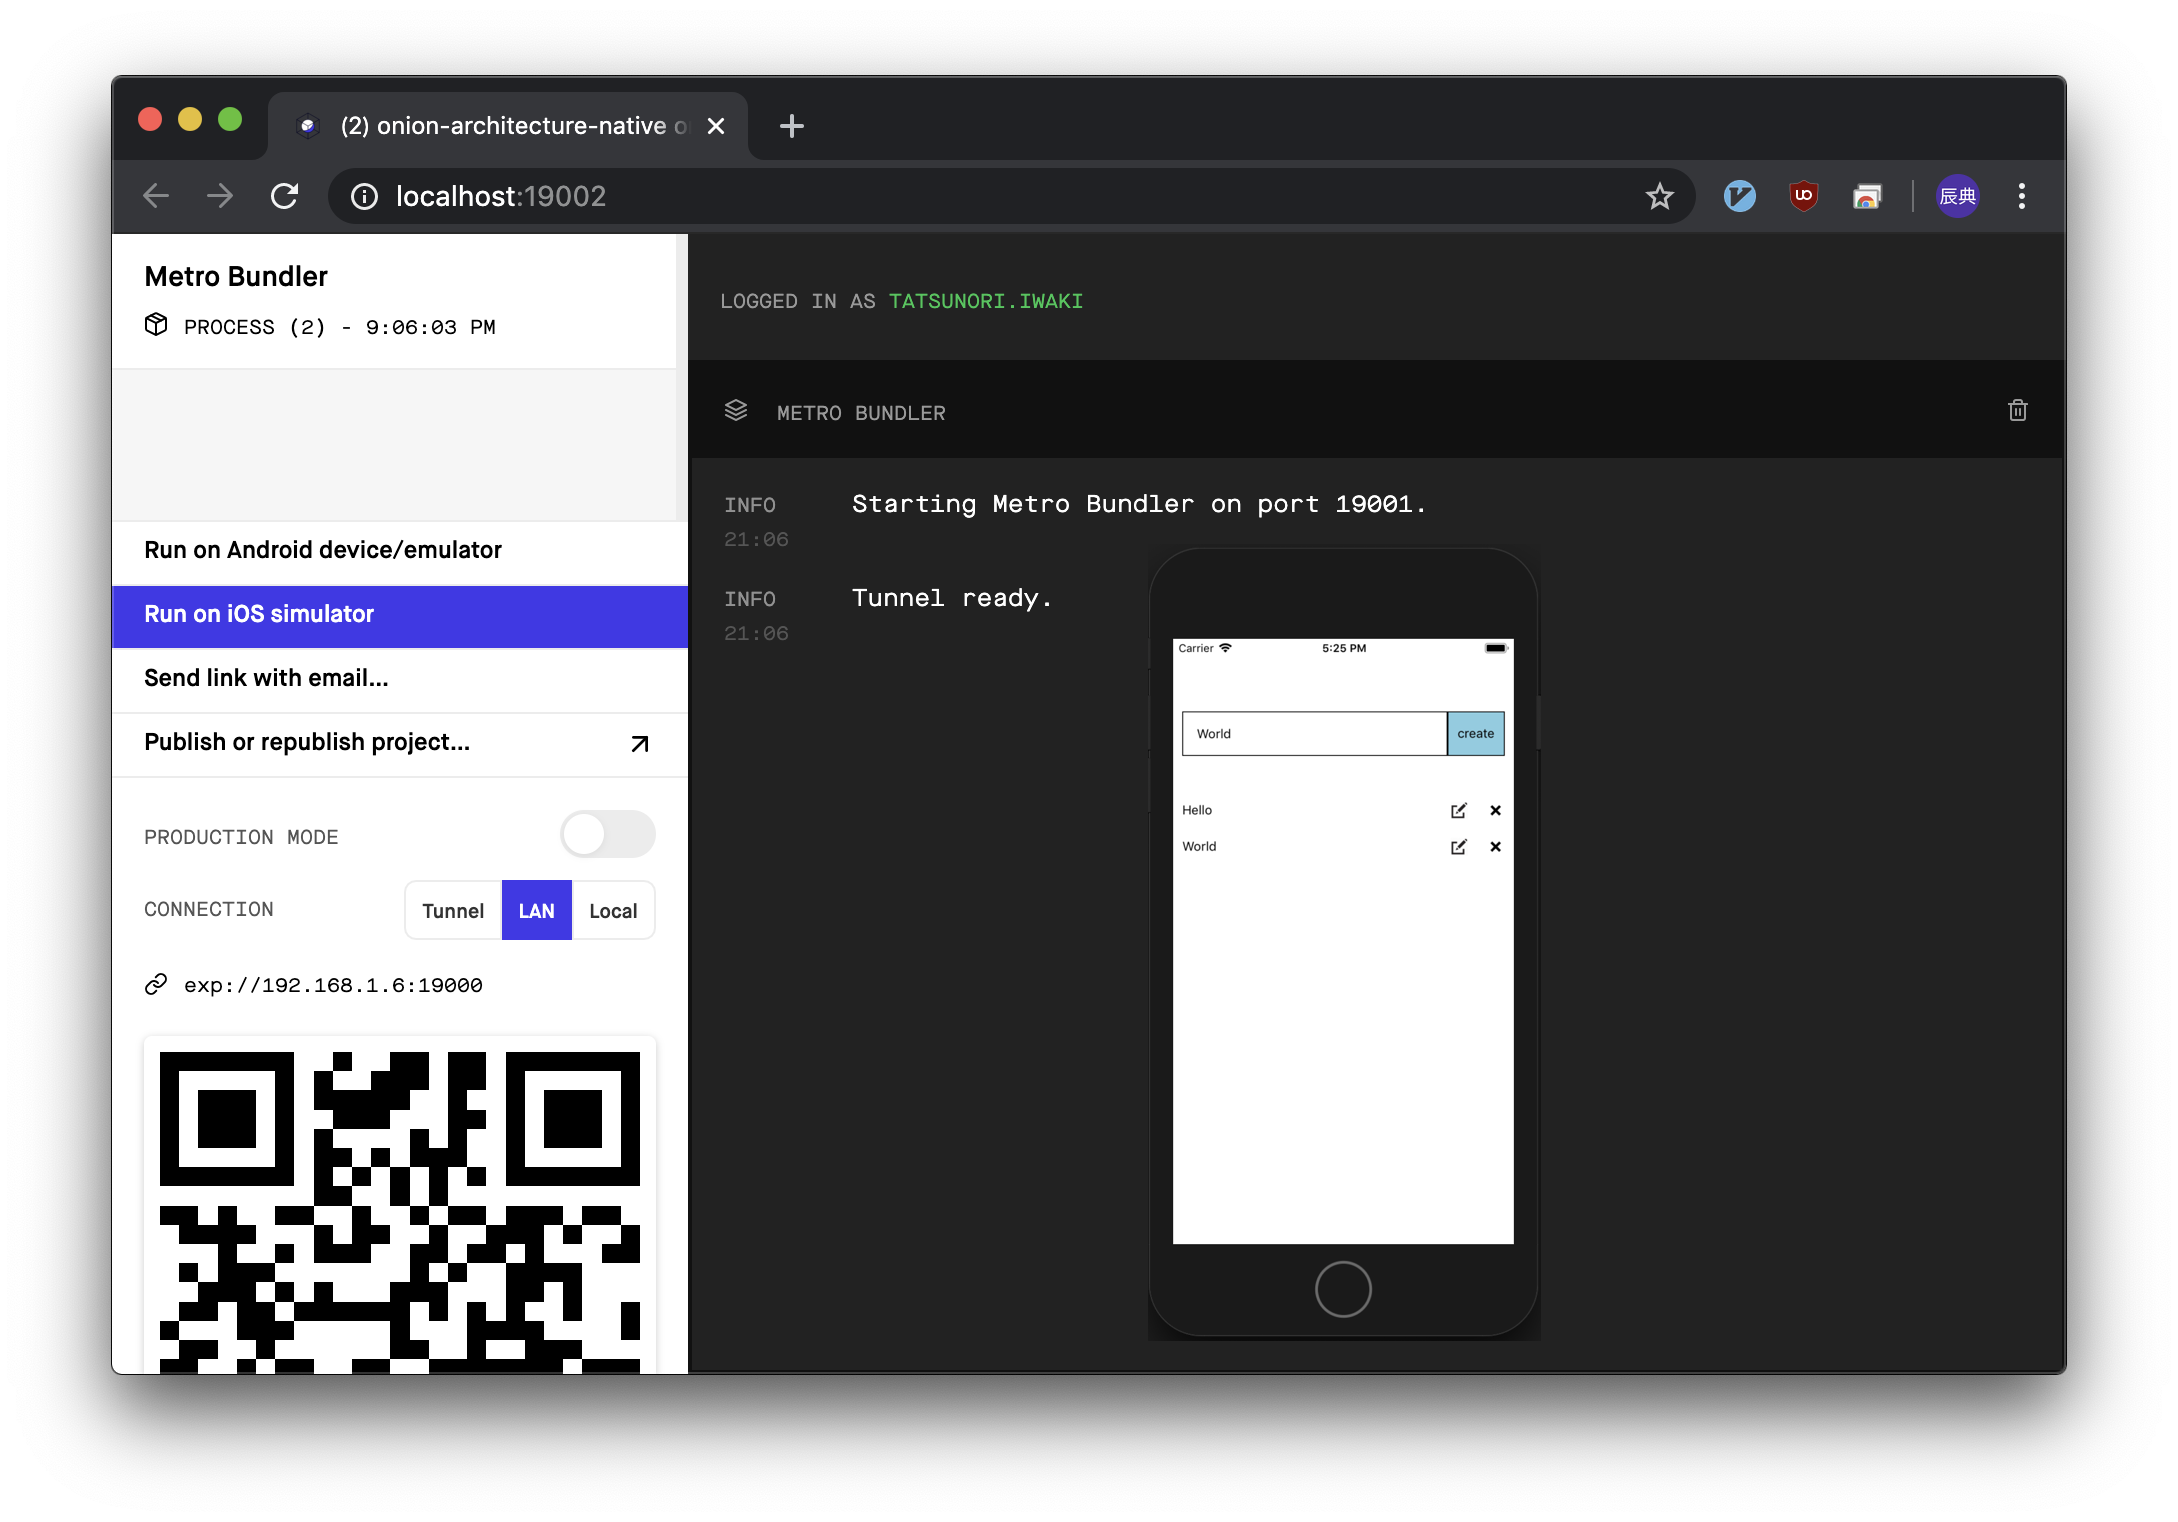 (2) onion-architecture-native o
localhost:19002
辰典
Metro Bundler
PROCESS (2) - 9:06:03 PM
Run on Android device/emulator
Run on iOS simulator
Send link with email...
Publish or republish project...
PRODUCTION MODE
CONNECTION
Tunnel
LAN
Local
exp://192.168.1.6:19000
LOGGED IN AS TATSUNORI.IWAKI
METRO BUNDLER
INFO Starting Metro Bundler on port 19001.
21:06
INFO Tunnel ready.
21:06
Carrier 5:25 PM
World create
Hello
World